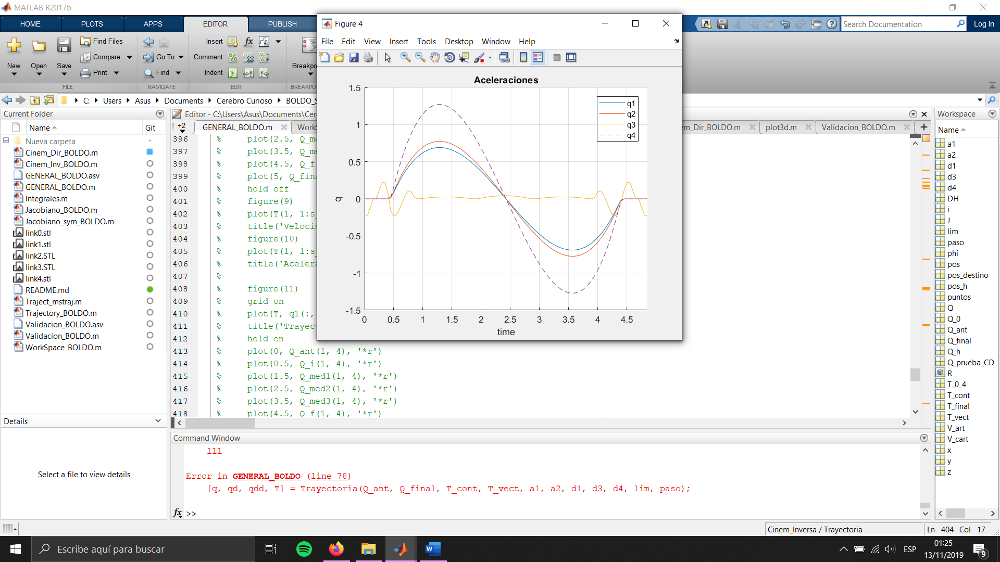 MATLAB R2017b
HOME PLOTS APPS EDITOR PUBLISH
Search Documentation
Log In
New Open Save
Find Files
Compare
Print
FILE
Go To
Find
NAVIGATE
Insert
Comment
Indent
EDIT
C: Users Asus Documents Cerebro Curioso
Current Folder
Name Git
Nueva carpeta
Cinem_Dir_BOLDO.m
Cinem_Inv_BOLDO.m
GENERAL_BOLDO.asv
GENERAL_BOLDO.m
Integrales.m
Jacobiano_BOLDO.m
Jacobiano_sym_BOLDO.m
link0.stl
link1.stl
link2.STL
link3.STL
link4.stl
README.md
Traject_mstraj.m
Trajectory_BOLDO.m
Validacion_BOLDO.asv
Validacion_BOLDO.m
WorkSpace_BOLDO.m
Details
Select a file to view details
Editor - C:\Users\Asus\Documents\Cer
+2 GENERAL_BOLDO.m
em_Dir_BOLDO.m plot3d.m Validacion_BOLDO.m
396 % plot(2.5, Q_me
397 % plot(3.5, Q_me
398 % plot(4.5, Q_f
399 % plot(5, Q_fina
400 % hold off
401 % figure(9)
402 % plot(T(1, 1:s
403 % title('Veloci
404 % figure(10)
405 % plot(T(1, 1:s
406 % title('Acelera
407 %
408 % figure(11)
409 % grid on
410 % plot(T, q1(:,
411 % title('Trayect
412 % hold on
413 % plot(0, Q_ant(1, 4), '*r')
414 % plot(0.5, Q_i(1, 4), '*r')
415 % plot(1.5, Q_med1(1, 4), '*r')
416 % plot(2.5, Q_med2(1, 4), '*r')
417 % plot(3.5, Q_med3(1, 4), '*r')
418 % plot(4.5, Q_f(1, 4), '*r')
Figure 4
File Edit View Insert Tools Desktop Window Help
Aceleraciones
1.5
1
0.5
0
-0.5
-1
-1.5
q
0 0.5 1 1.5 2 2.5 3 3.5 4 4.5
time
q1
q2
q3
q4
Command Window
lll
Error in GENERAL_BOLDO (line 78)
[q, qd, qdd, T] = Trayectoria(Q_ant, Q_final, T_cont, T_vect, a1, a2, d1, d3, d4, lim, paso);
fx >>
Workspace
Name
a1
a2
d1
d3
d4
DH
i
J
lim
paso
phi
pos
pos_destino
pos_h
puntos
Q
Q_0
Q_ant
Q_final
Q_h
Q_prueba_CD
R
T_0_4
T_cont
T_final
T_vect
V_art
V_cart
x
y
z
Cinem_Inversa / Trayectoria
Ln 404 Col 17
Escribe aquí para buscar
ESP
01:25
13/11/2019
9